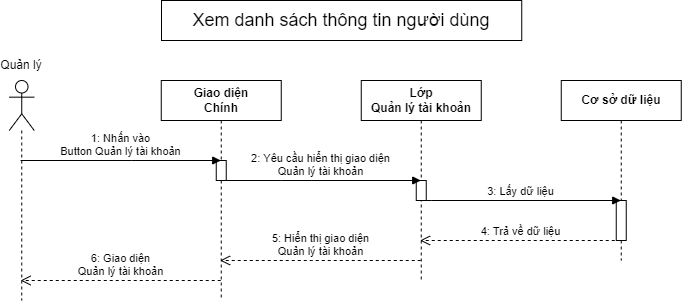 Xem danh sách thông tin người dùng
Quản lý
Giao diện
Chính
Lớp
Quản lý tài khoản
Cơ sở dữ liệu
1: Nhấn vào
Button Quản lý tài khoản
2: Yêu cầu hiển thị giao diện
Quản lý tài khoản
3: Lấy dữ liệu
4: Trả về dữ liệu
5: Hiển thị giao diện
Quản lý tài khoản
6: Giao diện
Quản lý tài khoản